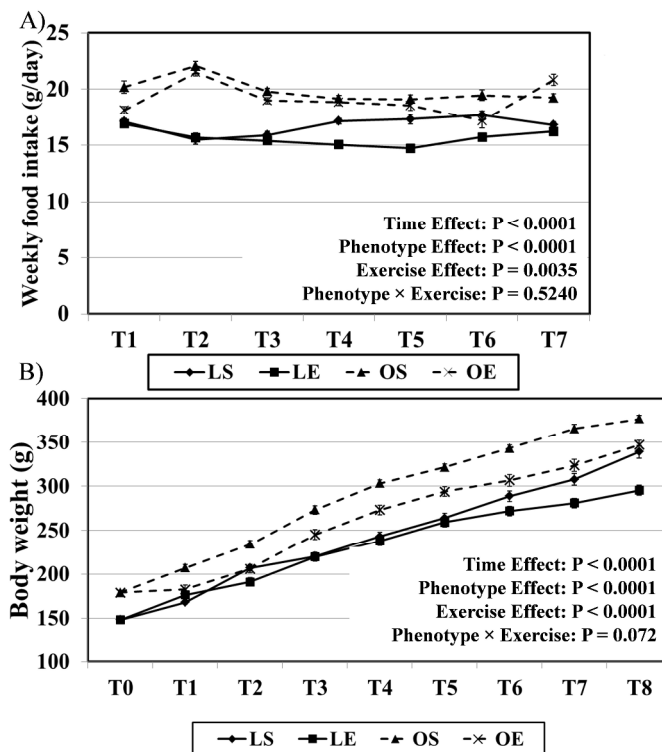 A)
Weekly food intake (g/day)
25
20
15
10
5
0
Time Effect: P < 0.0001
Phenotype Effect: P < 0.0001
Exercise Effect: P = 0.0035
Phenotype × Exercise: P = 0.5240
T1 T2 T3 T4 T5 T6 T7
LS LE OS OE
B)
Body weight (g)
400
350
300
250
200
150
100
Time Effect: P < 0.0001
Phenotype Effect: P < 0.0001
Exercise Effect: P < 0.0001
Phenotype × Exercise: P = 0.072
T0 T1 T2 T3 T4 T5 T6 T7 T8
LS LE OS OE